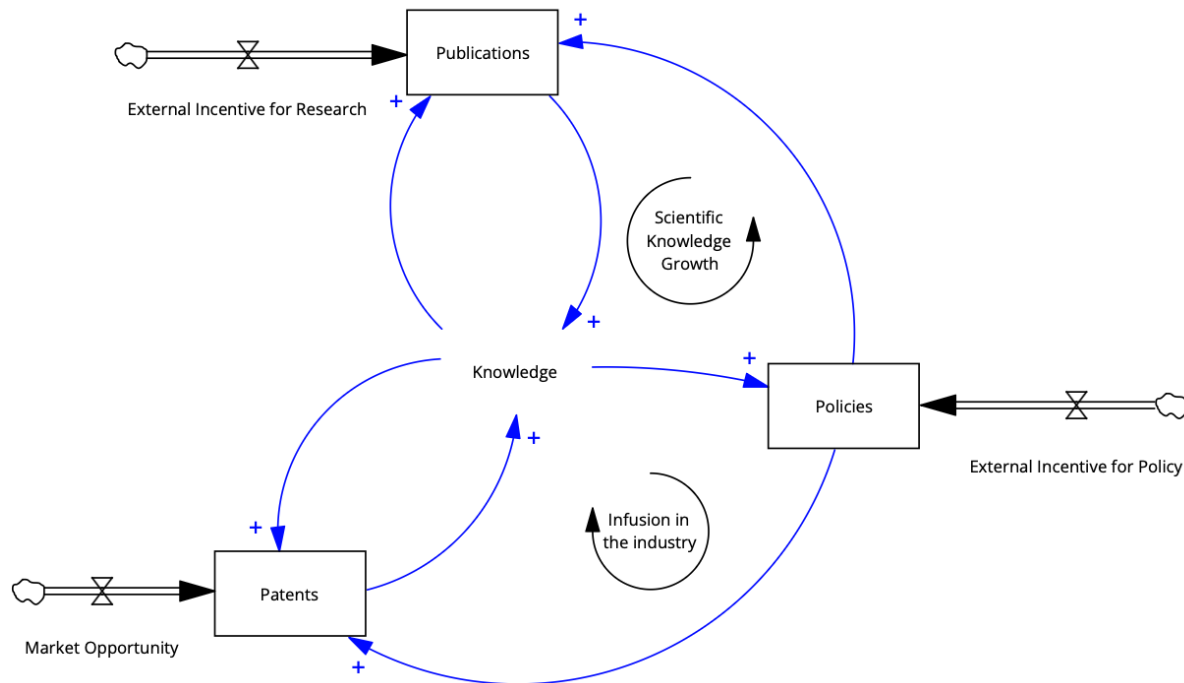 +
Publications
+
External Incentive for Research
Scientific
Knowledge
Growth
+
+
Knowledge
Policies
+
External Incentive for Policy
+
Infusion in
the industry
Patents
Market Opportunity
+